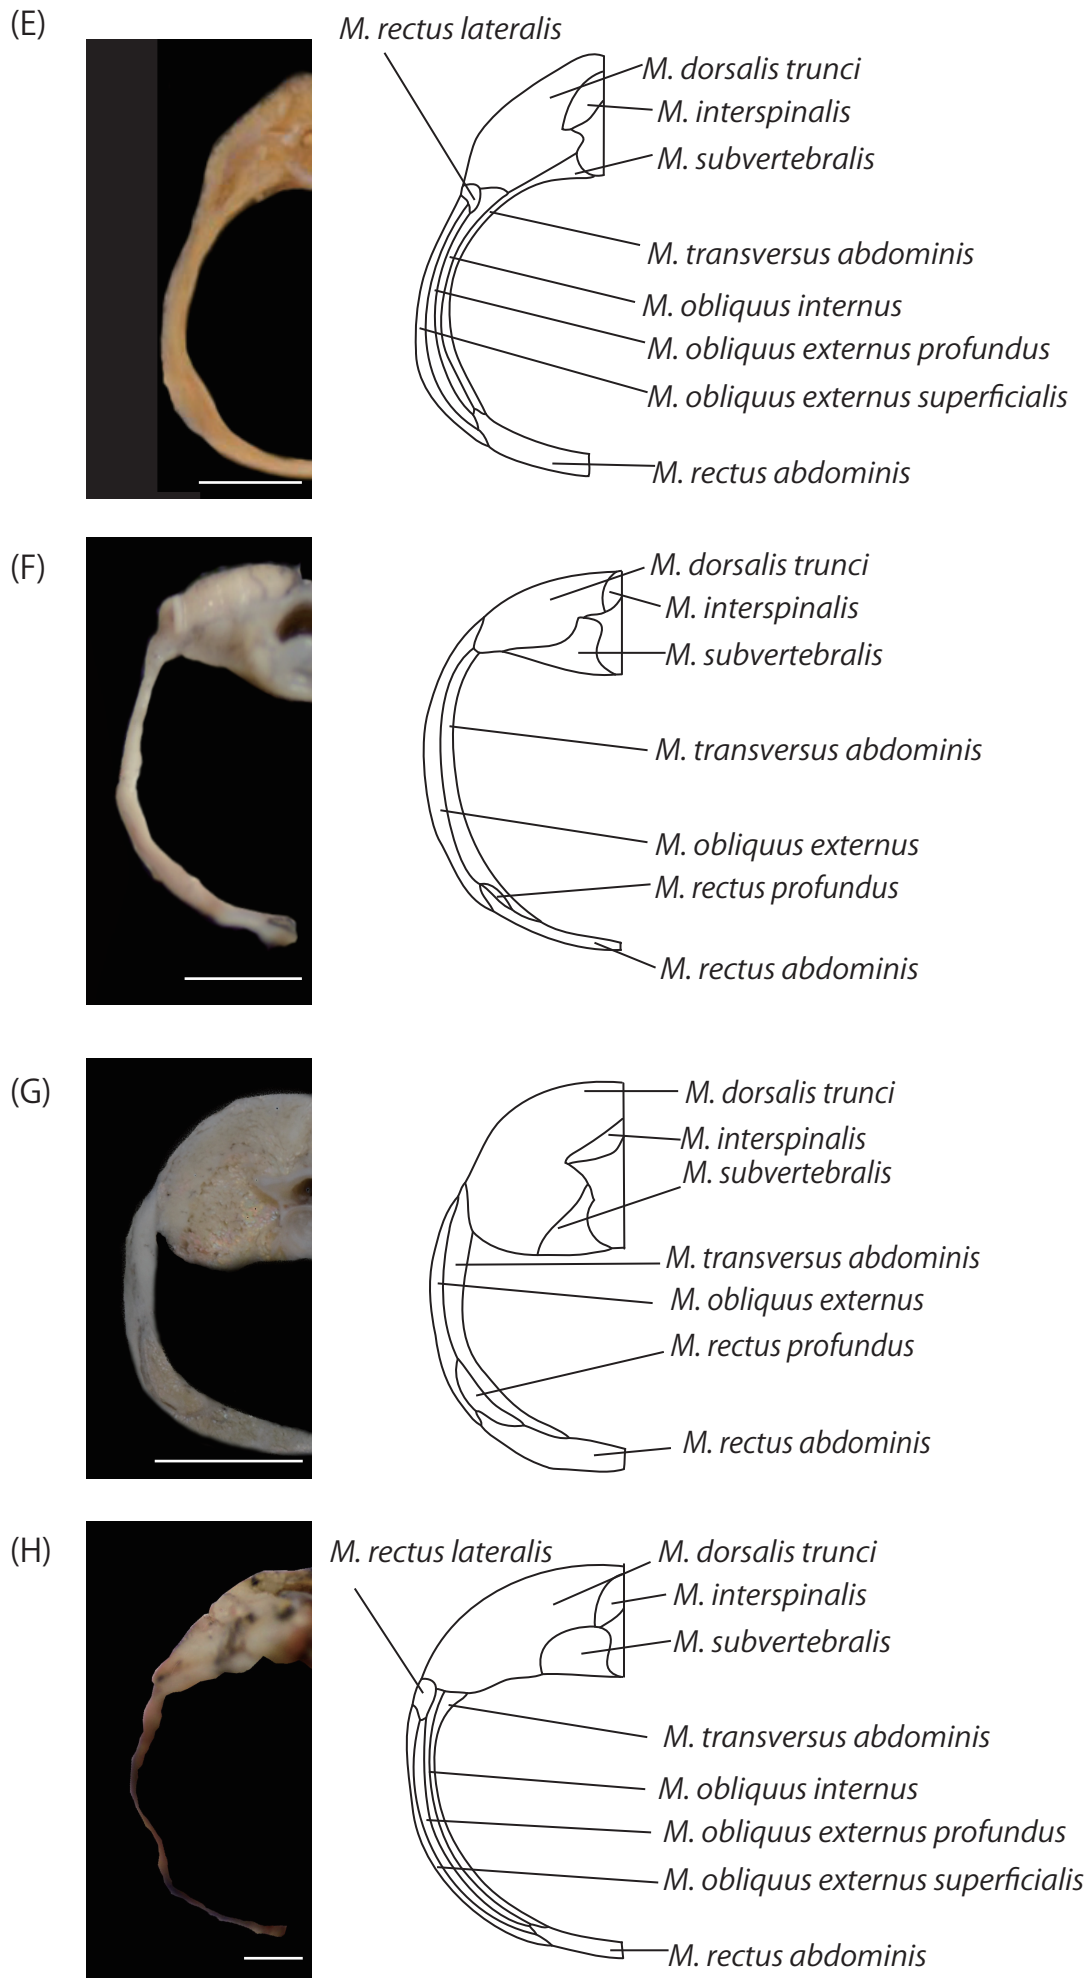 (E)
M. rectus lateralis
M. dorsalis trunci
M. interspinalis
M. subvertebralis
M. transversus abdominis
M. obliquus internus
M. obliquus externus profundus
M. obliquus externus superficialis
M. rectus abdominis
(F)
M. dorsalis trunci
M. interspinalis
M. subvertebralis
M. transversus abdominis
M. obliquus externus
M. rectus profundus
M. rectus abdominis
(G)
M. dorsalis trunci
M. interspinalis
M. subvertebralis
M. transversus abdominis
M. obliquus externus
M. rectus profundus
M. rectus abdominis
(H)
M. rectus lateralis
M. dorsalis trunci
M. interspinalis
M. subvertebralis
M. transversus abdominis
M. obliquus internus
M. obliquus externus profundus
M. obliquus externus superficialis
M. rectus abdominis